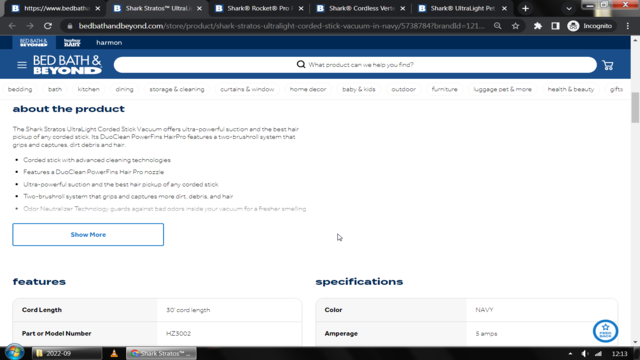 https://www.bedbatha
Shark Stratos™ UltraLi
Shark® Rocket® Pro
Shark® Cordless Verte
Shark® UltraLight Pet
bedbathandbeyond.com/store/product/shark-stratos-ultralight-corded-stick-vacuum-in-navy/5738784?brandId=121...
Incognito
BED BATH & BEYOND
buybuy BABY
harmon
BED BATH & BEYOND
What product can we help you find?
bedding
bath
kitchen
dining
storage & cleaning
curtains & window
home decor
baby & kids
outdoor
furniture
luggage pet & more
health & beauty
gifts
about the product
The Shark Stratos UltraLight Corded Stick Vacuum offers ultra-powerful suction and the best hair
pickup of any corded stick. Its DuoClean PowerFins HairPro features a two-brushroll system that
grips and captures, dirt debris and hair.
• Corded stick with advanced cleaning technologies
• Features a DuoClean PowerFins Hair Pro nozzle
• Ultra-powerful suction and the best hair pickup of any corded stick
• Two-brushroll system that grips and captures more dirt, debris, and hair
• Odor Neutralizer Technology guards against bad odors inside your vacuum for a fresher smelling
Show More
features
specifications
Cord Length
30' cord length
Color
NAVY
Part or Model Number
HZ3002
Amperage
5 amps
FREE
2022-09
Shark Stratos™ ...
12:13